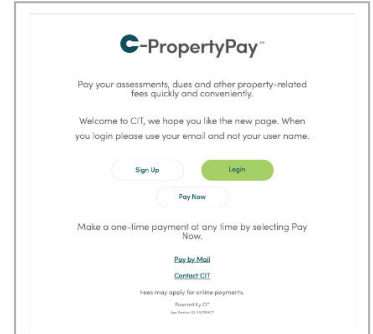 C-PropertyPay™
Pay your assessments, dues and other property-related
fees quickly and conveniently.
Welcome to CIT, we hope you like the new page. When
you login please use your email and not your user name.
Sign Up
Login
Pay Now
Make a one-time payment at any time by selecting Pay
Now.
Pay by Mail
Contact CIT
Fees may apply for online payments.
Powered by CIT